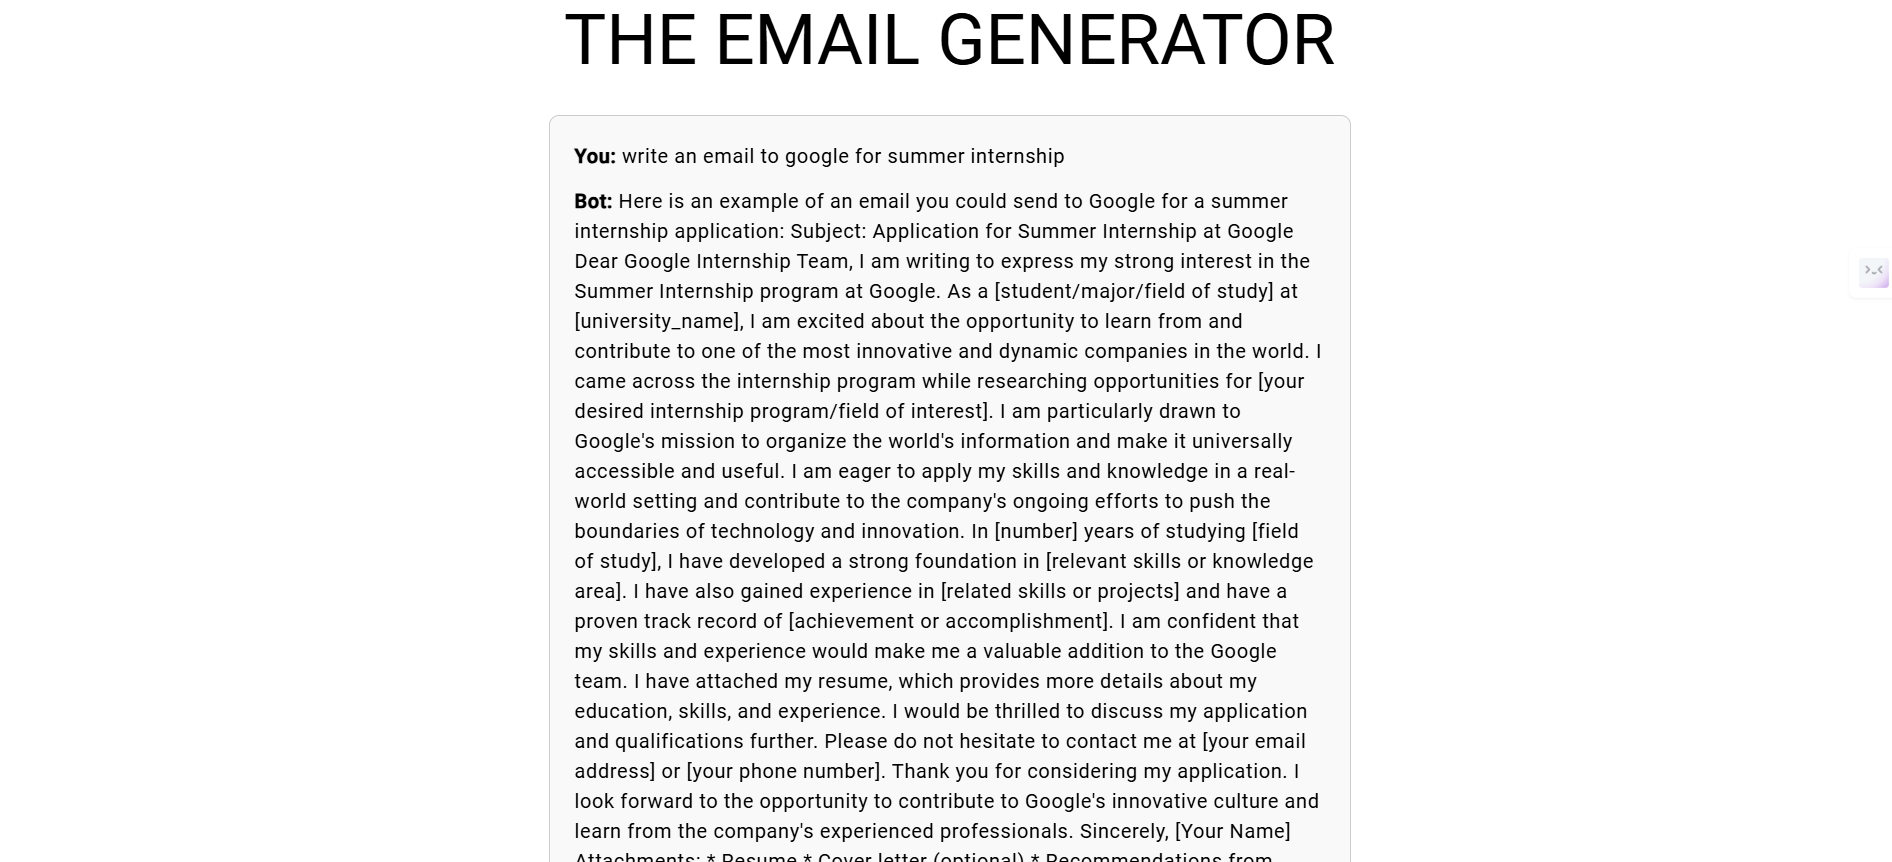 THE EMAIL GENERATOR
You: write an email to google for summer internship
Bot: Here is an example of an email you could send to Google for a summer
internship application: Subject: Application for Summer Internship at Google
Dear Google Internship Team, I am writing to express my strong interest in the
Summer Internship program at Google. As a [student/major/field of study] at
[university_name], I am excited about the opportunity to learn from and
contribute to one of the most innovative and dynamic companies in the world. I
came across the internship program while researching opportunities for [your
desired internship program/field of interest]. I am particularly drawn to
Google's mission to organize the world's information and make it universally
accessible and useful. I am eager to apply my skills and knowledge in a real-
world setting and contribute to the company's ongoing efforts to push the
boundaries of technology and innovation. In [number] years of studying [field
of study], I have developed a strong foundation in [relevant skills or knowledge
area]. I have also gained experience in [related skills or projects] and have a
proven track record of [achievement or accomplishment]. I am confident that
my skills and experience would make me a valuable addition to the Google
team. I have attached my resume, which provides more details about my
education, skills, and experience. I would be thrilled to discuss my application
and qualifications further. Please do not hesitate to contact me at [your email
address] or [your phone number]. Thank you for considering my application. I
look forward to the opportunity to contribute to Google's innovative culture and
learn from the company's experienced professionals. Sincerely, [Your Name]
Attachments: * Resume * Cover letter (optional) * Recommendations from